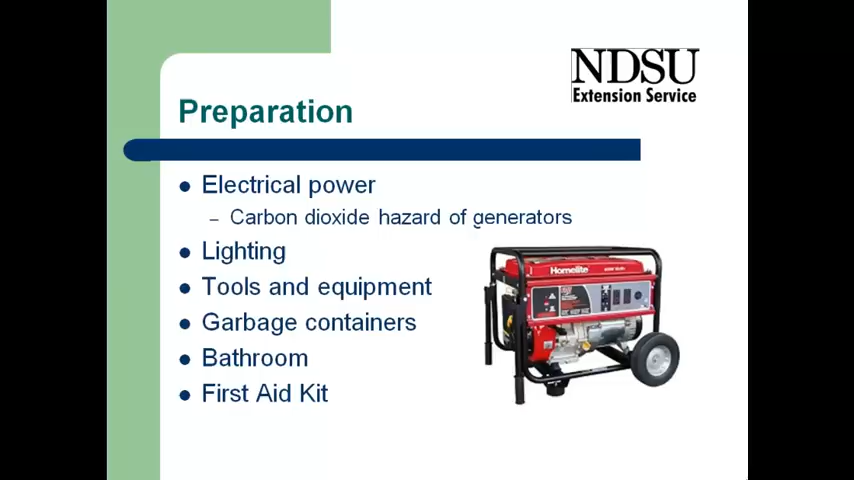 NDSU
Extension Service
Preparation
Electrical power
– Carbon dioxide hazard of generators
Lighting
Tools and equipment
Garbage containers
Bathroom
First Aid Kit
Homelite